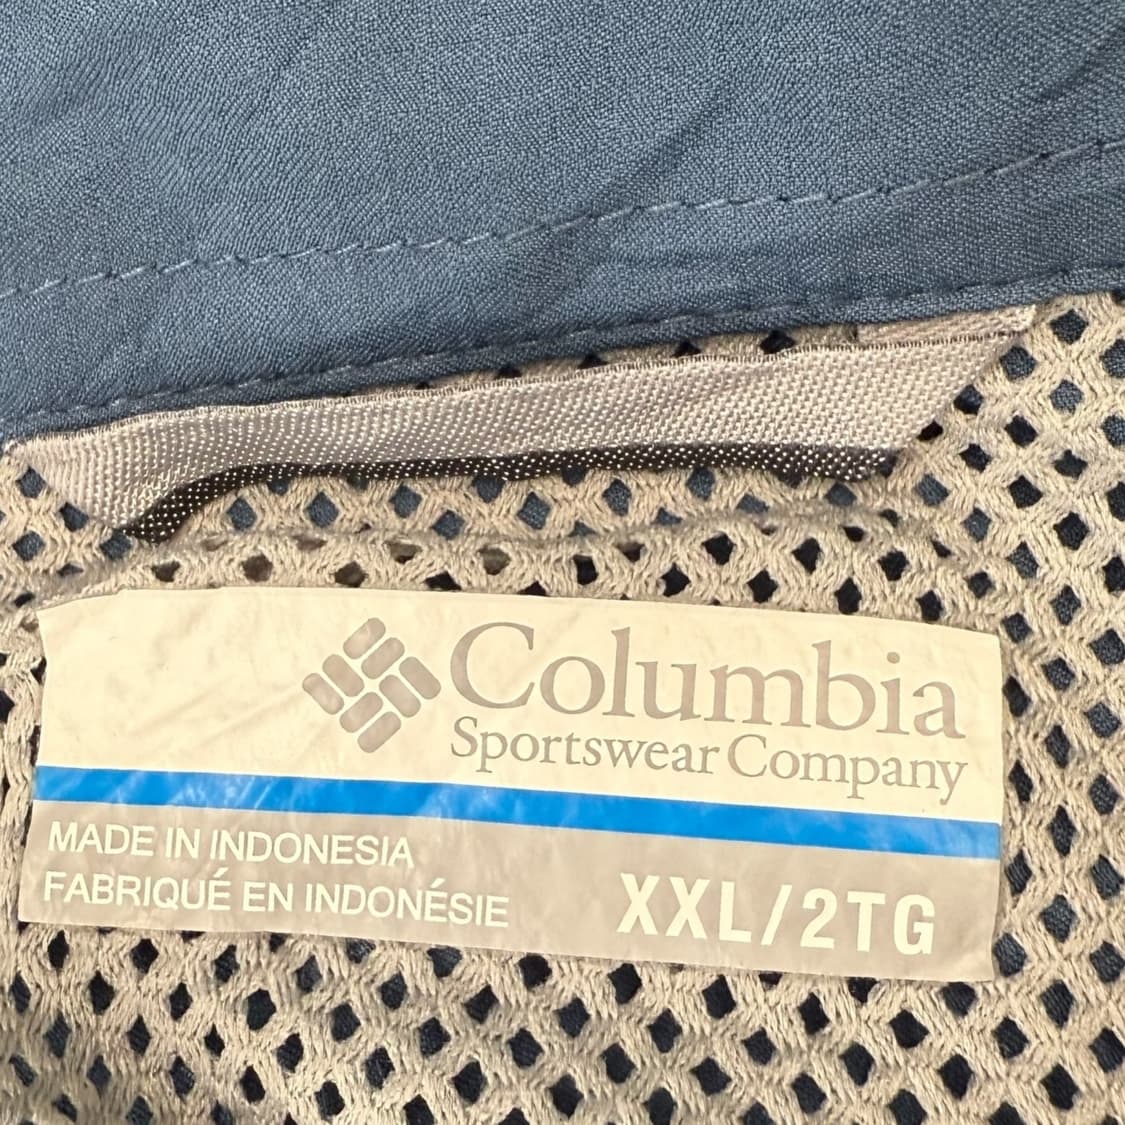 Columbia
Sportswear Company
MADE IN INDONESIA
FABRIQUÉ EN INDONÉSIE
XXL/2TG